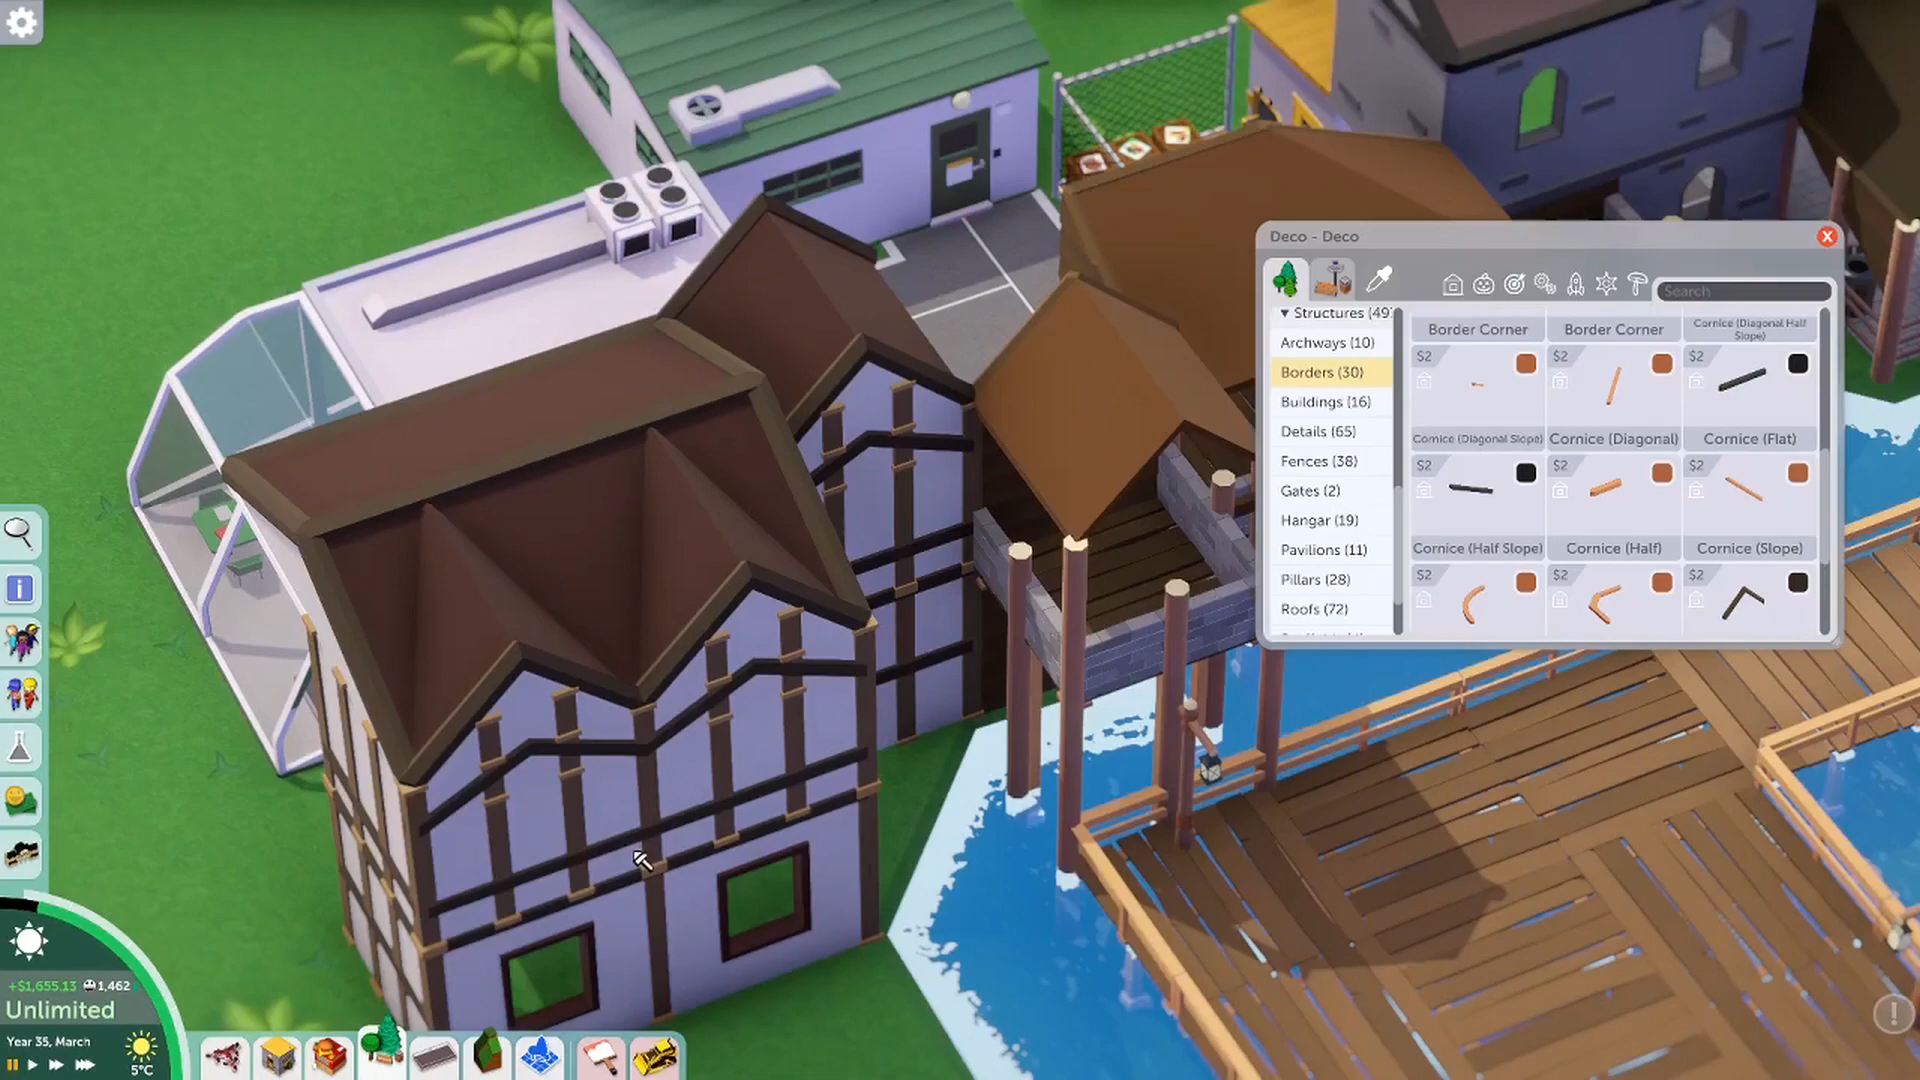 Deco - Deco
Search
▼ Structures (497
Archways (10)
Borders (30)
Buildings (16)
Details (65)
Fences (38)
Gates (2)
Hangar (19)
Pavilions (11)
Pillars (28)
Roofs (72)
Border Corner
Border Corner
Cornice (Diagonal Half Slope)
$2
$2
$2
Cornice (Diagonal Slope)
Cornice (Diagonal)
Cornice (Flat)
$2
$2
$2
Cornice (Half Slope)
Cornice (Half)
Cornice (Slope)
$2
$2
$2
+$1,655.13
1,462
Unlimited
Year 35, March
5°C